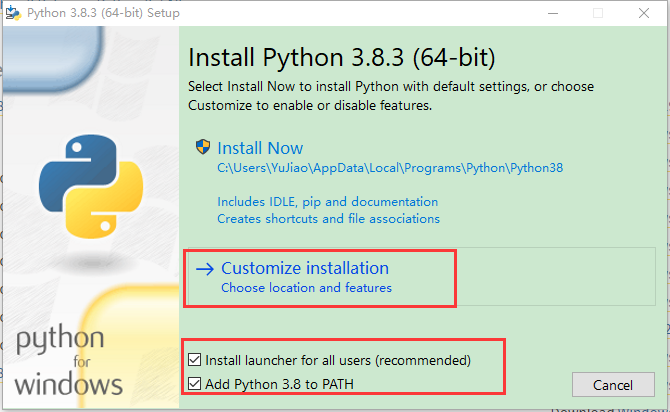 Python 3.8.3 (64-bit) Setup
Install Python 3.8.3 (64-bit)
Select Install Now to install Python with default settings, or choose
Customize to enable or disable features.
Install Now
C:\Users\YuJiao\AppData\Local\Programs\Python\Python38
Includes IDLE, pip and documentation
Creates shortcuts and file associations
Customize installation
Choose location and features
python
for
windows
Install launcher for all users (recommended)
Add Python 3.8 to PATH
Cancel